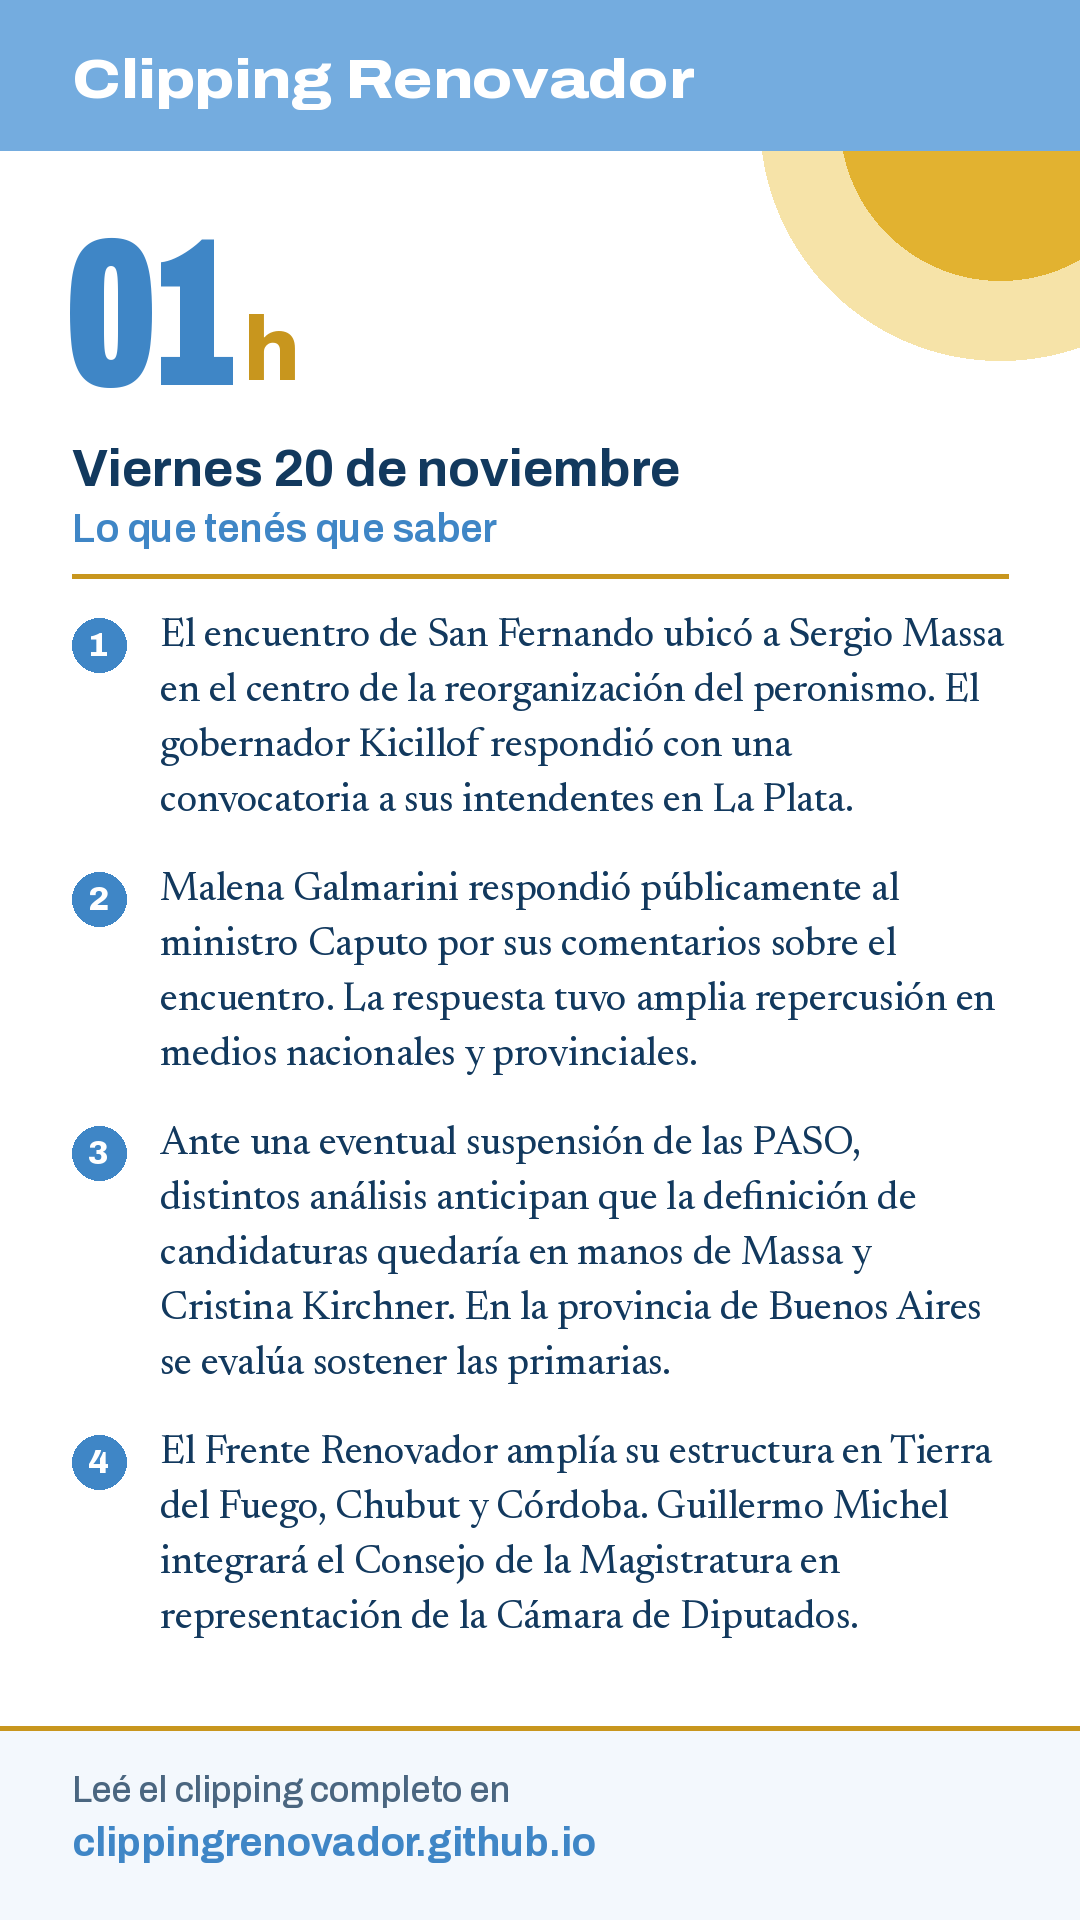 Clipping Renovador
01 h
Viernes 20 de noviembre
Lo que tenés que saber
1 El encuentro de San Fernando ubicó a Sergio Massa
en el centro de la reorganización del peronismo. El
gobernador Kicillof respondió con una
convocatoria a sus intendentes en La Plata.
2 Malena Galmarini respondió públicamente al
ministro Caputo por sus comentarios sobre el
encuentro. La respuesta tuvo amplia repercusión en
medios nacionales y provinciales.
3 Ante una eventual suspensión de las PASO,
distintos análisis anticipan que la definición de
candidaturas quedaría en manos de Massa y
Cristina Kirchner. En la provincia de Buenos Aires
se evalúa sostener las primarias.
4 El Frente Renovador amplía su estructura en Tierra
del Fuego, Chubut y Córdoba. Guillermo Michel
integrará el Consejo de la Magistratura en
representación de la Cámara de Diputados.
Leé el clipping completo en
clippingrenovador.github.io